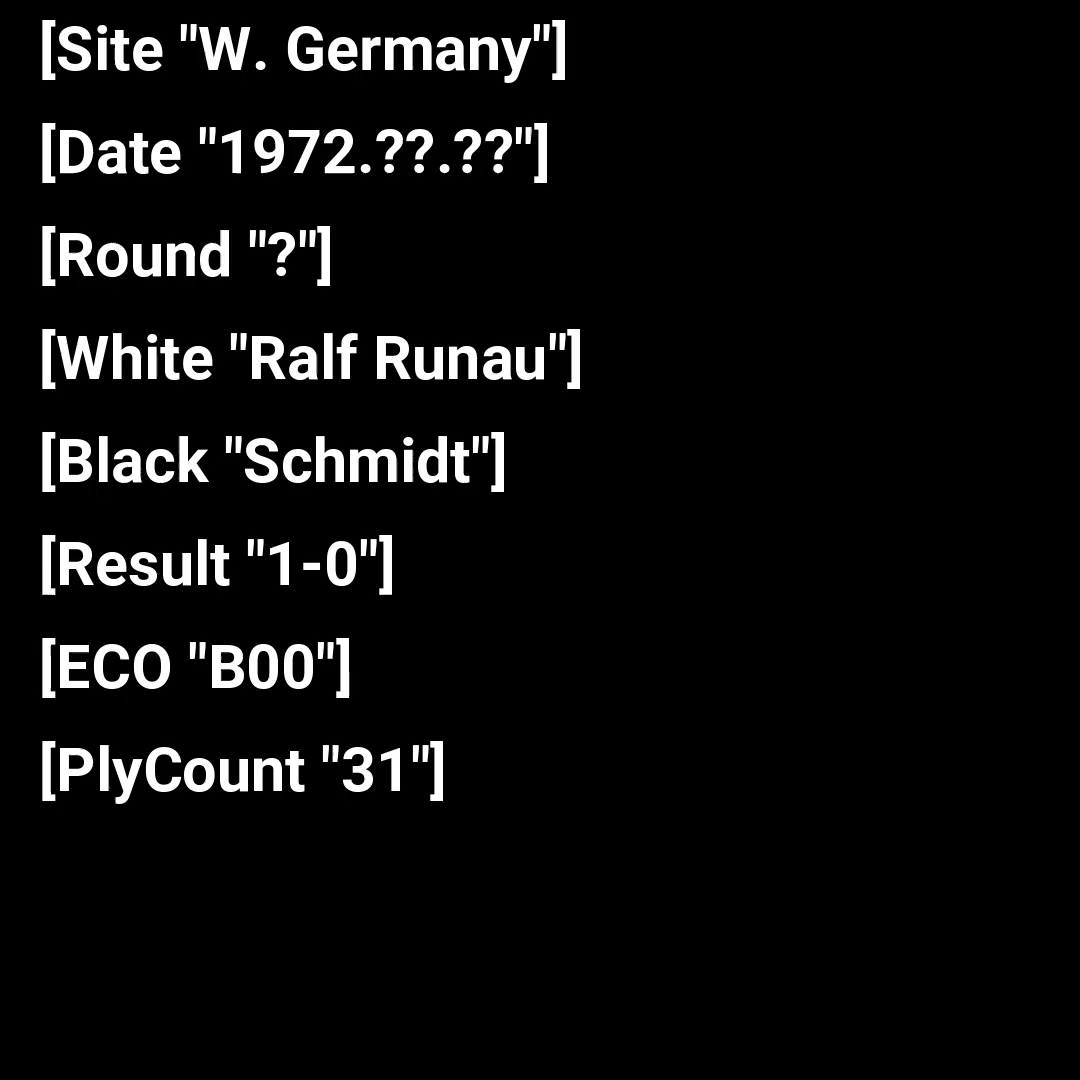 [Site "W. Germany"]
[Date "1972.??.??"]
[Round "?"]
[White "Ralf Runau"]
[Black "Schmidt"]
[Result "1-0"]
[ECO "B00"]
[PlyCount "31"]